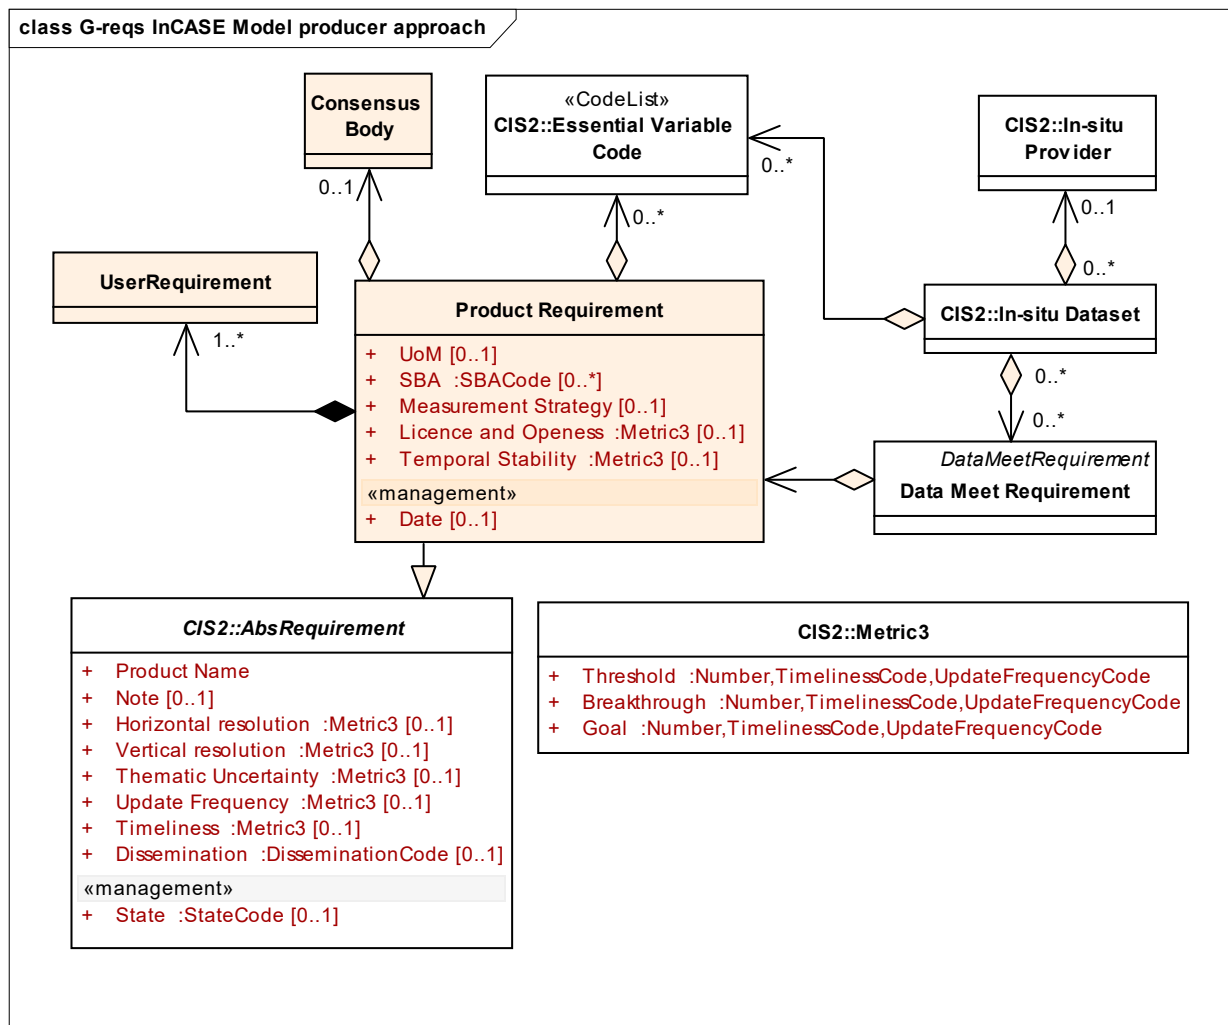 class G-reqs InCASE Model producer approach
Consensus
Body
«CodeList»
CIS2::Essential Variable
Code
CIS2::In-situ
Provider
0..1
0..*
0..*
0..1
0..*
UserRequirement
1..*
CIS2::In-situ Dataset
0..*
0..*
Product Requirement
+ UoM [0..1]
+ SBA :SBACode [0..*]
+ Measurement Strategy [0..1]
+ Licence and Openess :Metric3 [0..1]
+ Temporal Stability :Metric3 [0..1]
«management»
+ Date [0..1]
DataMeetRequirement
Data Meet Requirement
CIS2::AbsRequirement
+ Product Name
+ Note [0..1]
+ Horizontal resolution :Metric3 [0..1]
+ Vertical resolution :Metric3 [0..1]
+ Thematic Uncertainty :Metric3 [0..1]
+ Update Frequency :Metric3 [0..1]
+ Timeliness :Metric3 [0..1]
+ Dissemination :DisseminationCode [0..1]
«management»
+ State :StateCode [0..1]
CIS2::Metric3
+ Threshold :Number,TimelinessCode,UpdateFrequencyCode
+ Breakthrough :Number,TimelinessCode,UpdateFrequencyCode
+ Goal :Number,TimelinessCode,UpdateFrequencyCode